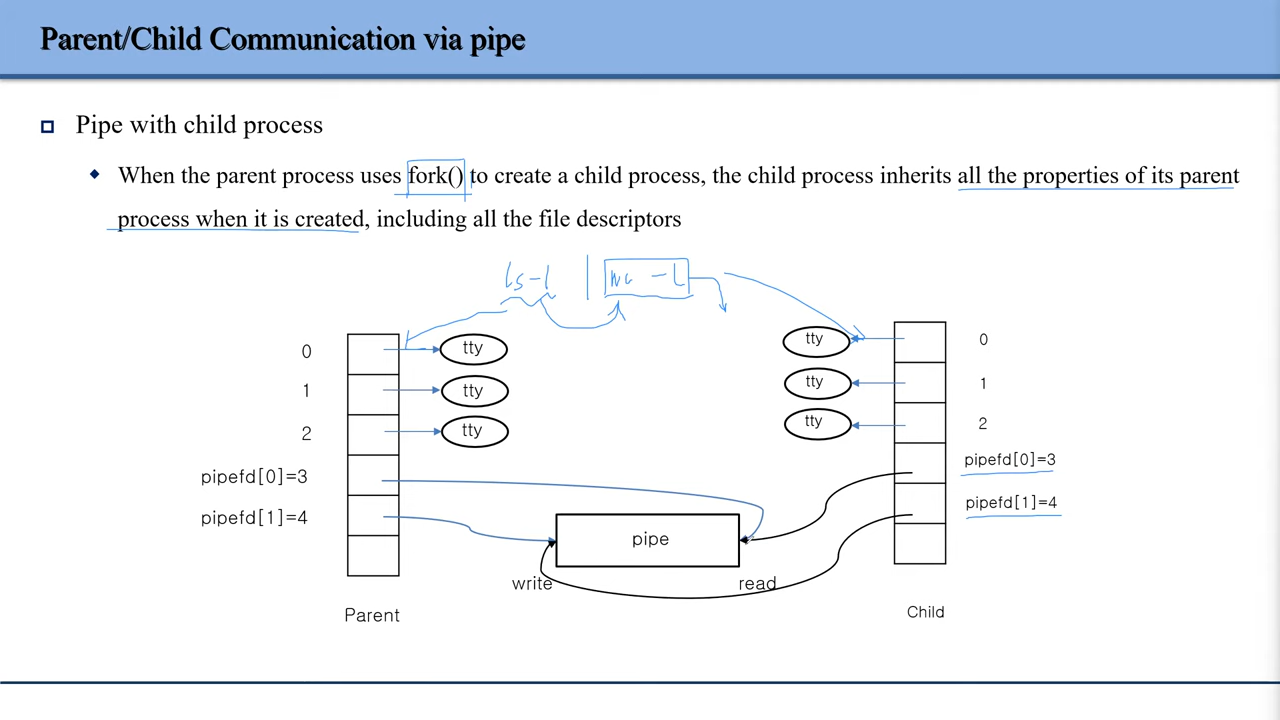 Parent/Child Communication via pipe
Pipe with child process
When the parent process uses fork() to create a child process, the child process inherits all the properties of its parent
process when it is created, including all the file descriptors
ls -l | wc -l
0 tty tty 0
1 tty tty 1
2 tty tty 2
pipefd[0]=3 pipefd[0]=3
pipefd[1]=4 pipefd[1]=4
pipe
write read
Parent Child